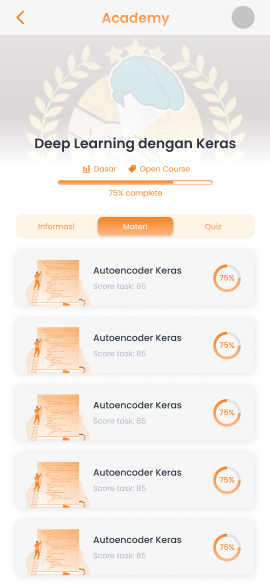 Academy
Deep Learning dengan Keras
Dasar Open Course
75% complete
Informasi Materi Quiz
Autoencoder Keras
Score task: 85
75%
Autoencoder Keras
Score task: 85
75%
Autoencoder Keras
Score task: 85
75%
Autoencoder Keras
Score task: 85
75%
Autoencoder Keras
Score task: 85
75%